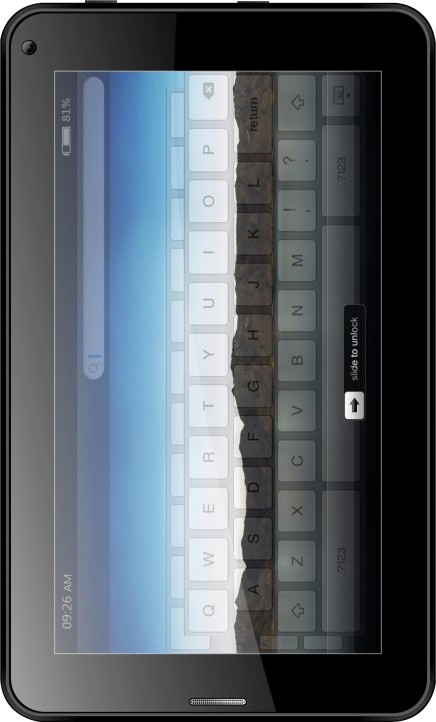 09:26 AM 81%
Q W E R T Y U I O P
A S D F G H J K L return
Z X C V B N M ! , ? .
.?123 .?123
slide to unlock